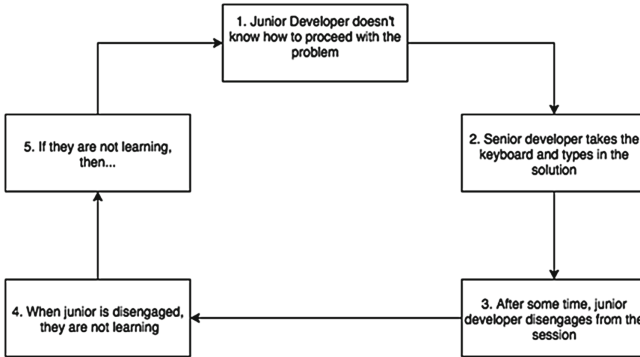 1. Junior Developer doesn't
know how to proceed with the
problem
2. Senior developer takes the
keyboard and types in the
solution
3. After some time, junior
developer disengages from the
session
4. When junior is disengaged,
they are not learning
5. If they are not learning,
then...